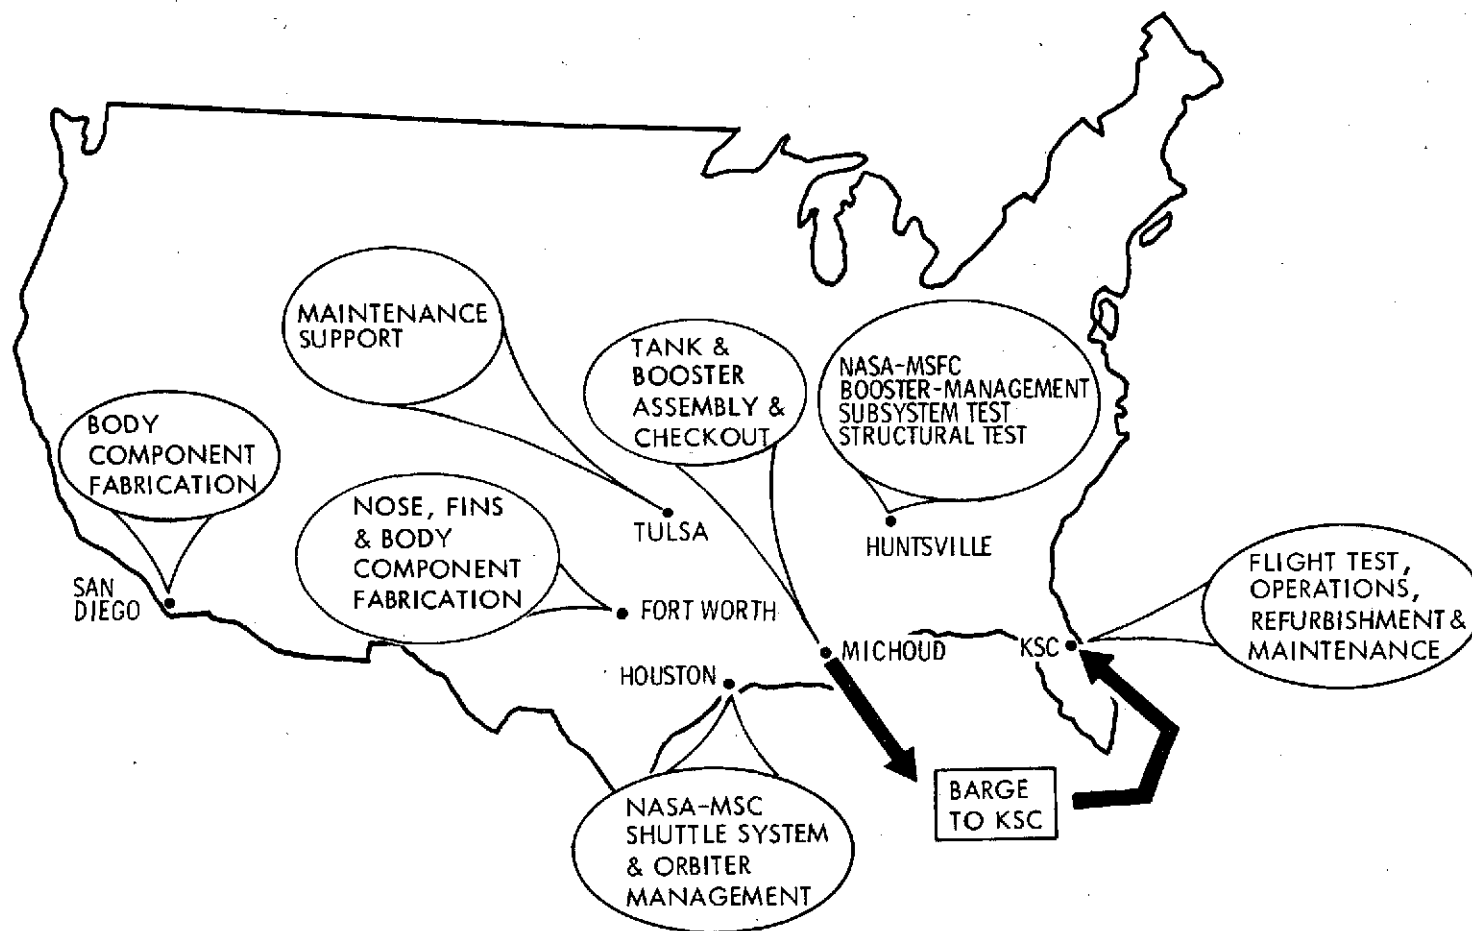 MAINTENANCE
SUPPORT
TANK &
BOOSTER
ASSEMBLY &
CHECKOUT
NASA-MSFC
BOOSTER-MANAGEMENT
SUBSYSTEM TEST
STRUCTURAL TEST
BODY
COMPONENT
FABRICATION
NOSE, FINS
& BODY
COMPONENT
FABRICATION
TULSA
HUNTSVILLE
FLIGHT TEST,
OPERATIONS,
REFURBISHMENT &
MAINTENANCE
SAN
DIEGO
FORT WORTH
MICHOUD
KSC
HOUSTON
BARGE
TO KSC
NASA-MSC
SHUTTLE SYSTEM
& ORBITER
MANAGEMENT